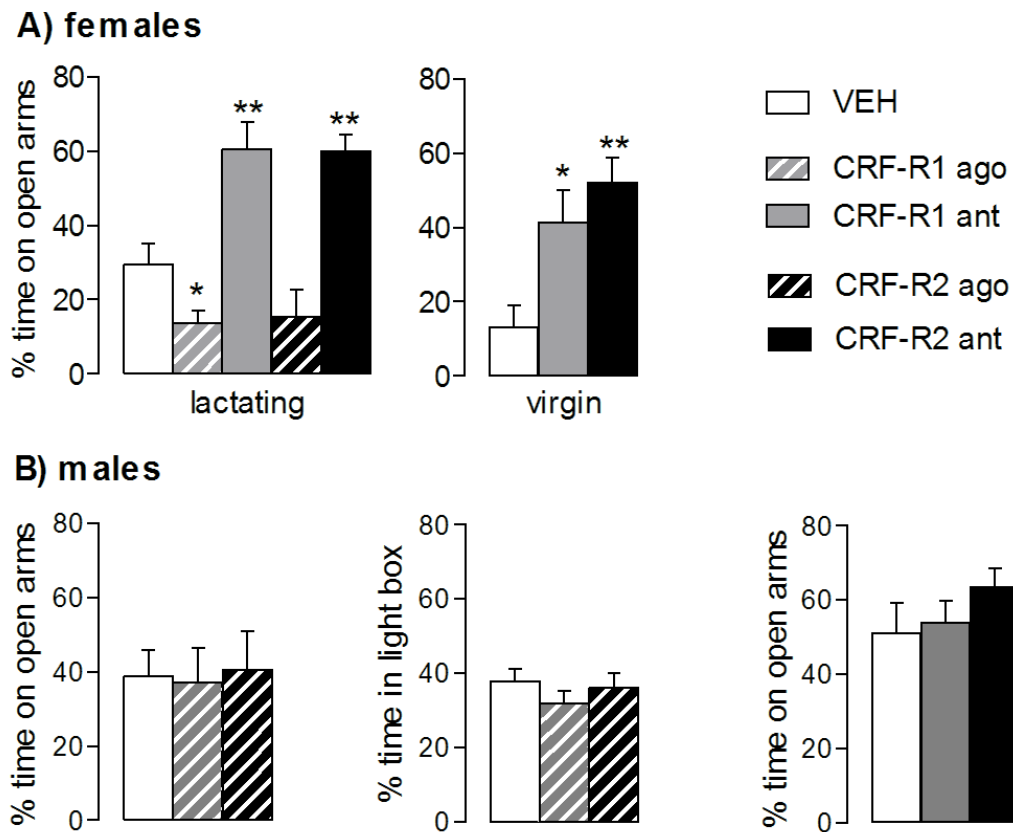 A) females
% time on open arms
80
60
40
20
0
*
**
**
lactating
80
60
40
20
0
*
**
virgin
VEH
CRF-R1 ago
CRF-R1 ant
CRF-R2 ago
CRF-R2 ant
B) males
% time on open arms
80
60
40
20
0
% time in light box
80
60
40
20
0
% time on open arms
80
60
40
20
0